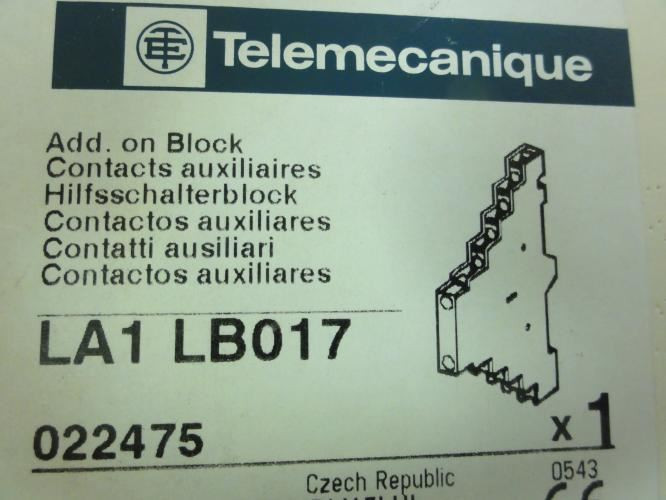 Telemecanique
Add. on Block
Contacts auxiliaires
Hilfsschalterblock
Contactos auxiliares
Contatti ausiliari
Contactos auxiliares
LA1 LB017
022475
x 1
Czech Republic
0543
CE